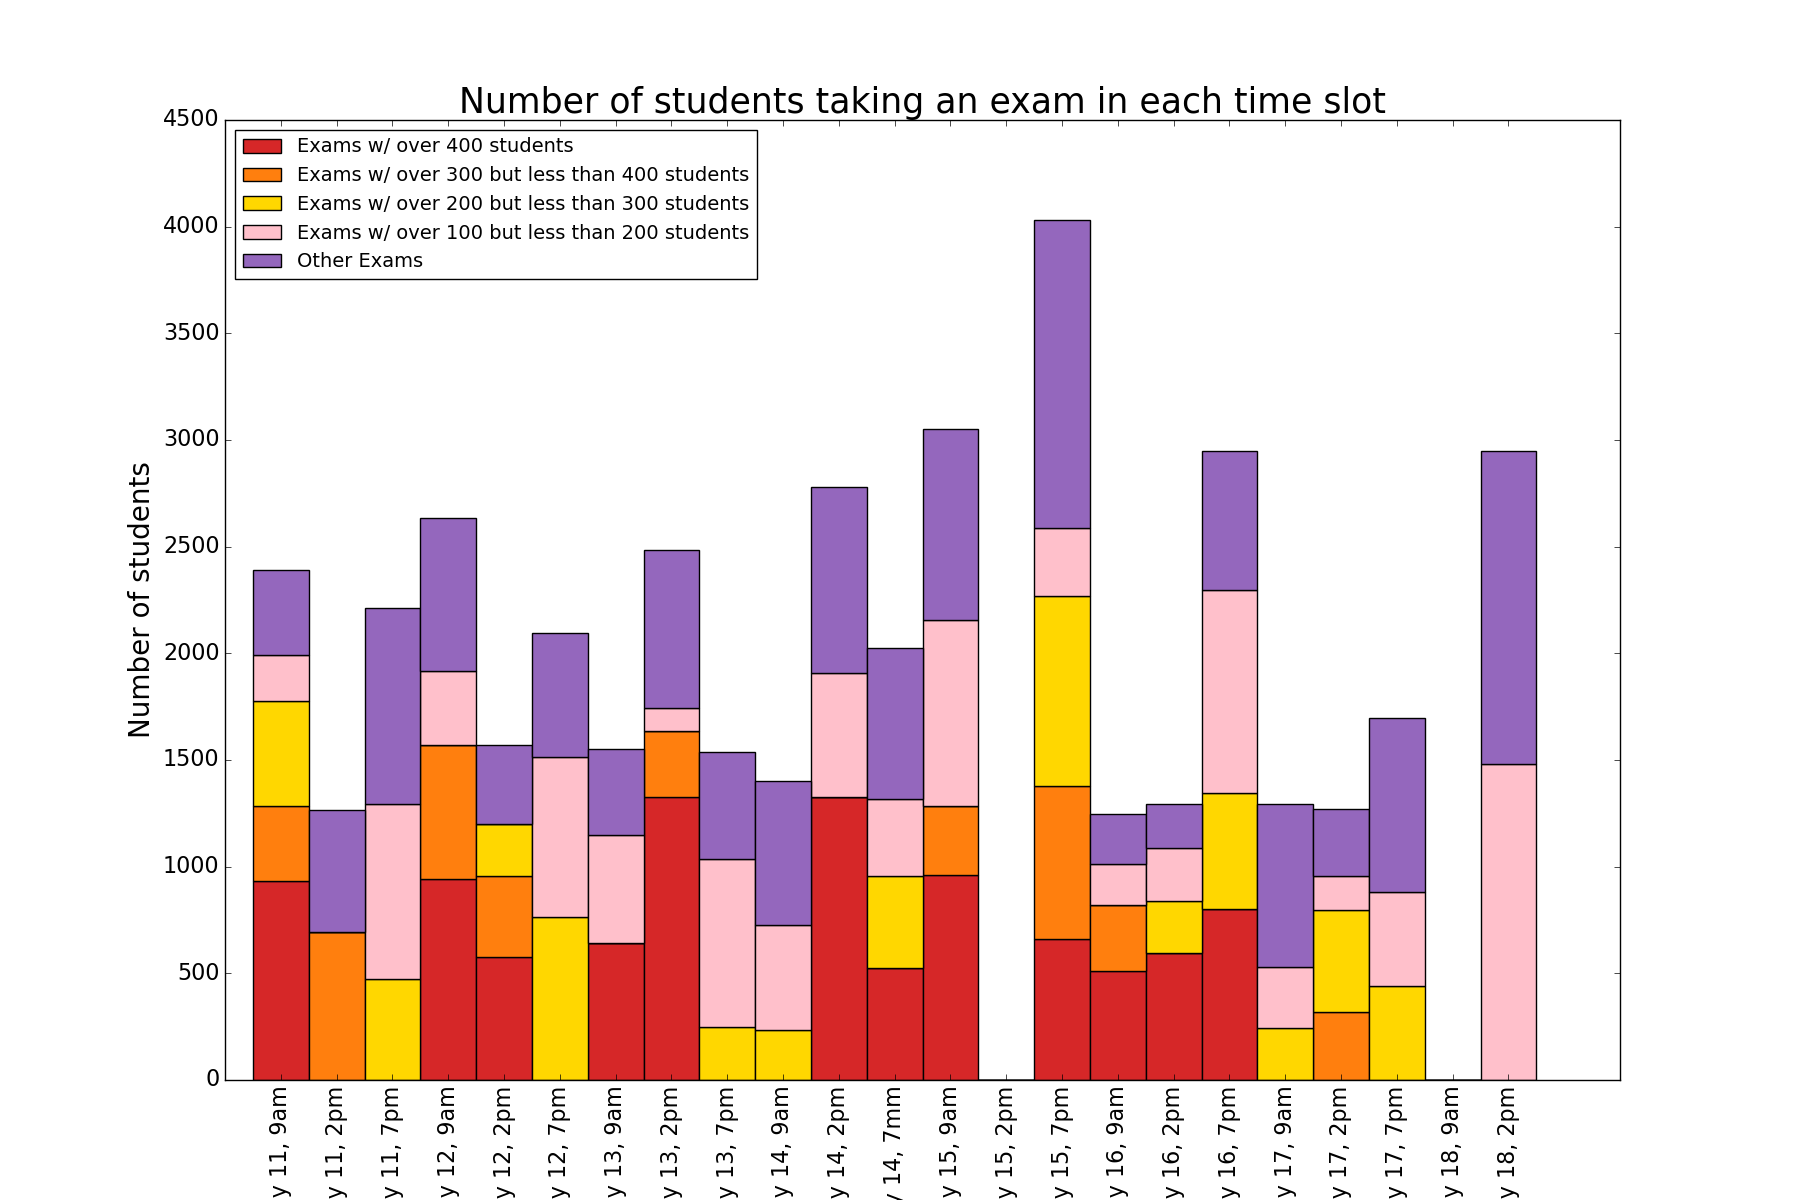 Number of students taking an exam in each time slot
4500
4000
3500
3000
2500
2000
1500
1000
500
0
Number of students
Exams w/ over 400 students
Exams w/ over 300 but less than 400 students
Exams w/ over 200 but less than 300 students
Exams w/ over 100 but less than 200 students
Other Exams
y 11, 9am
y 11, 2pm
y 11, 7pm
y 12, 9am
y 12, 2pm
y 12, 7pm
y 13, 9am
y 13, 2pm
y 13, 7pm
y 14, 9am
y 14, 2pm
y 14, 7mm
y 15, 9am
y 15, 2pm
y 15, 7pm
y 16, 9am
y 16, 2pm
y 16, 7pm
y 17, 9am
y 17, 2pm
y 17, 7pm
y 18, 9am
y 18, 2pm